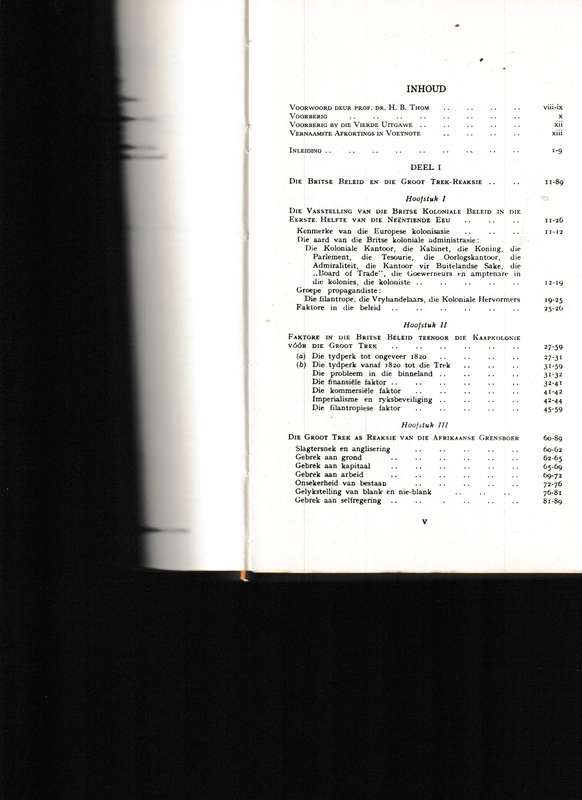 INHOUD
VOORWOORD DEUR PROF. DR. H. B. THOM .. .. .. .. viii-ix
VOORBERIG .. .. .. .. .. .. x
VOORBERIG BY DIE VIERDE UITGAWE .. .. .. .. .. xii
VERNAAMSTE AFKORTINGS IN VOETNOTE .. .. .. .. xiii
INLEIDING .. .. .. .. .. .. .. .. .. 1-9
DEEL I
DIE BRITSE BELEID EN DIE GROOT TREK-REAKSIE .. .. 11-89
Hoofstuk I
DIE VASSTELLING VAN DIE BRITSE KOLONIALE BELEID IN DIE
EERSTE HELFTE VAN DIE NEËNTIENDE EEU .. .. .. 11-26
Kenmerke van die Europese kolonisasie .. .. .. 11-12
Die aard van die Britse koloniale administrasie:
Die Koloniale Kantoor, die Kabinet, die Koning, die
Parlement, die Tesourie, die Oorlogskantoor, die
Admiraliteit, die Kantoor vir Buitelandse Sake, die
„Board of Trade”, die Goewerneurs en amptenare in
die kolonies, die koloniste .. .. .. .. .. 12-19
Groepe propagandiste:
Die filantrope, die Vryhandelaars, die Koloniale Hervormers 19-25
Faktore in die beleid .. .. .. .. .. .. 25-26
Hoofstuk II
FAKTORE IN DIE BRITSE BELEID TEENOOR DIE KAAPKOLONIE
VÓÓR DIE GROOT TREK .. .. .. .. .. .. 27-59
(a) Die tydperk tot ongeveer 1820 .. .. .. .. 27-31
(b) Die tydperk vanaf 1820 tot die Trek .. .. .. 31-59
Die probleem in die binneland .. .. .. .. 31-32
Die finansiële faktor .. .. .. .. .. .. 32-41
Die kommersiële faktor .. .. .. .. .. 41-42
Imperialisme en ryksbeveiliging .. .. .. .. 42-44
Die filantropiese faktor .. .. .. .. .. 45-59
Hoofstuk III
DIE GROOT TREK AS REAKSIE VAN DIE AFRIKAANSE GRENSBOER 60-89
Slagtersnek en anglisering .. .. .. .. .. 60-62
Gebrek aan grond .. .. .. .. .. .. 62-65
Gebrek aan kapitaal .. .. .. .. .. .. 65-69
Gebrek aan arbeid .. .. .. .. .. .. 69-72
Onsekerheid van bestaan .. .. .. .. .. 72-76
Gelykstelling van blank en nie-blank .. .. .. 76-81
Gebrek aan selfregering .. .. .. .. .. .. 81-89
v